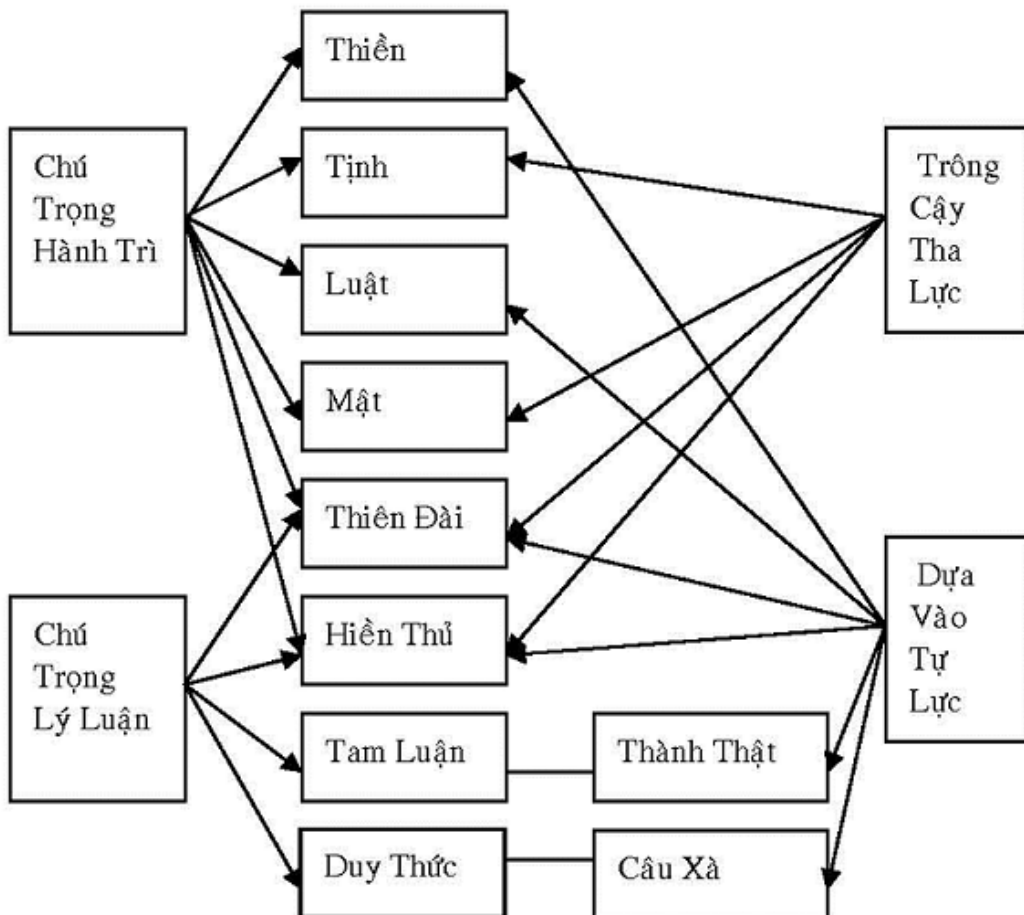 Thiền
Chú
Trọng
Hành Trì
Tịnh
Trông
Cậy
Tha
Lực
Luật
Mật
Thiên Đài
Dựa
Vào
Tự
Lực
Chú
Trọng
Lý Luận
Hiền Thủ
Tam Luận
Thành Thật
Duy Thức
Câu Xà